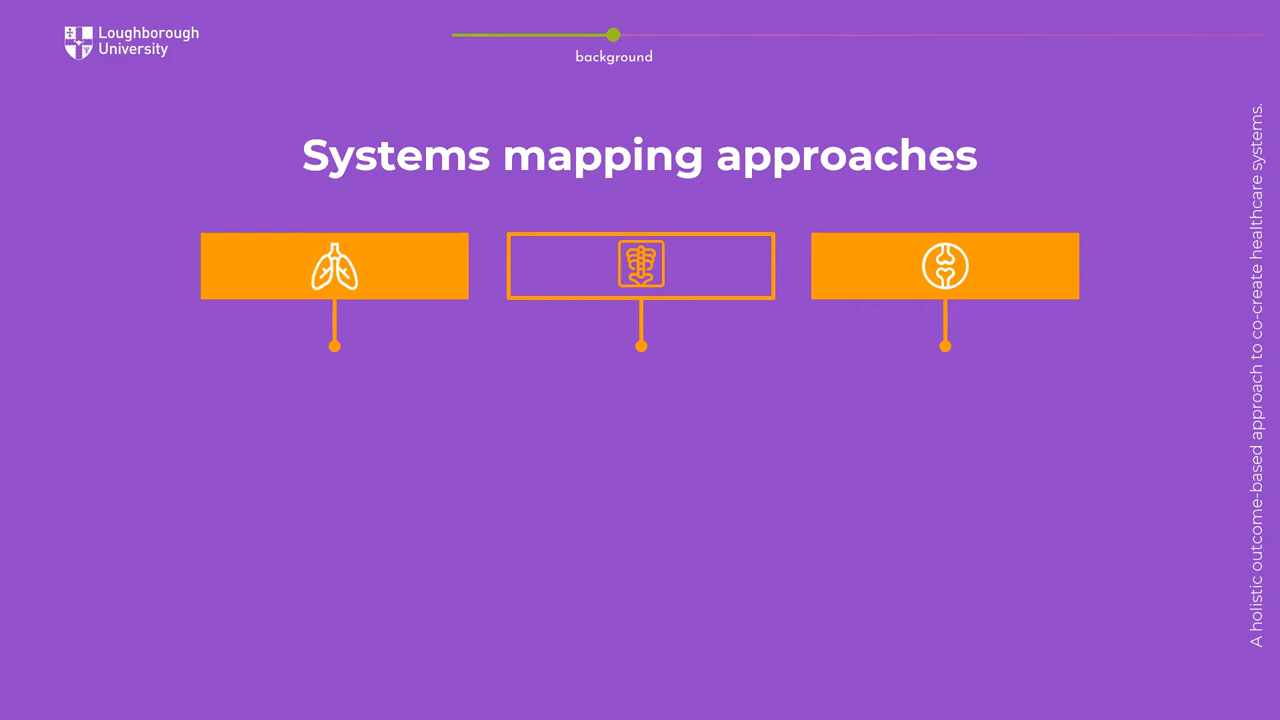 Loughborough
University
background
Systems mapping approaches
A holistic outcome-based approach to co-create healthcare systems.